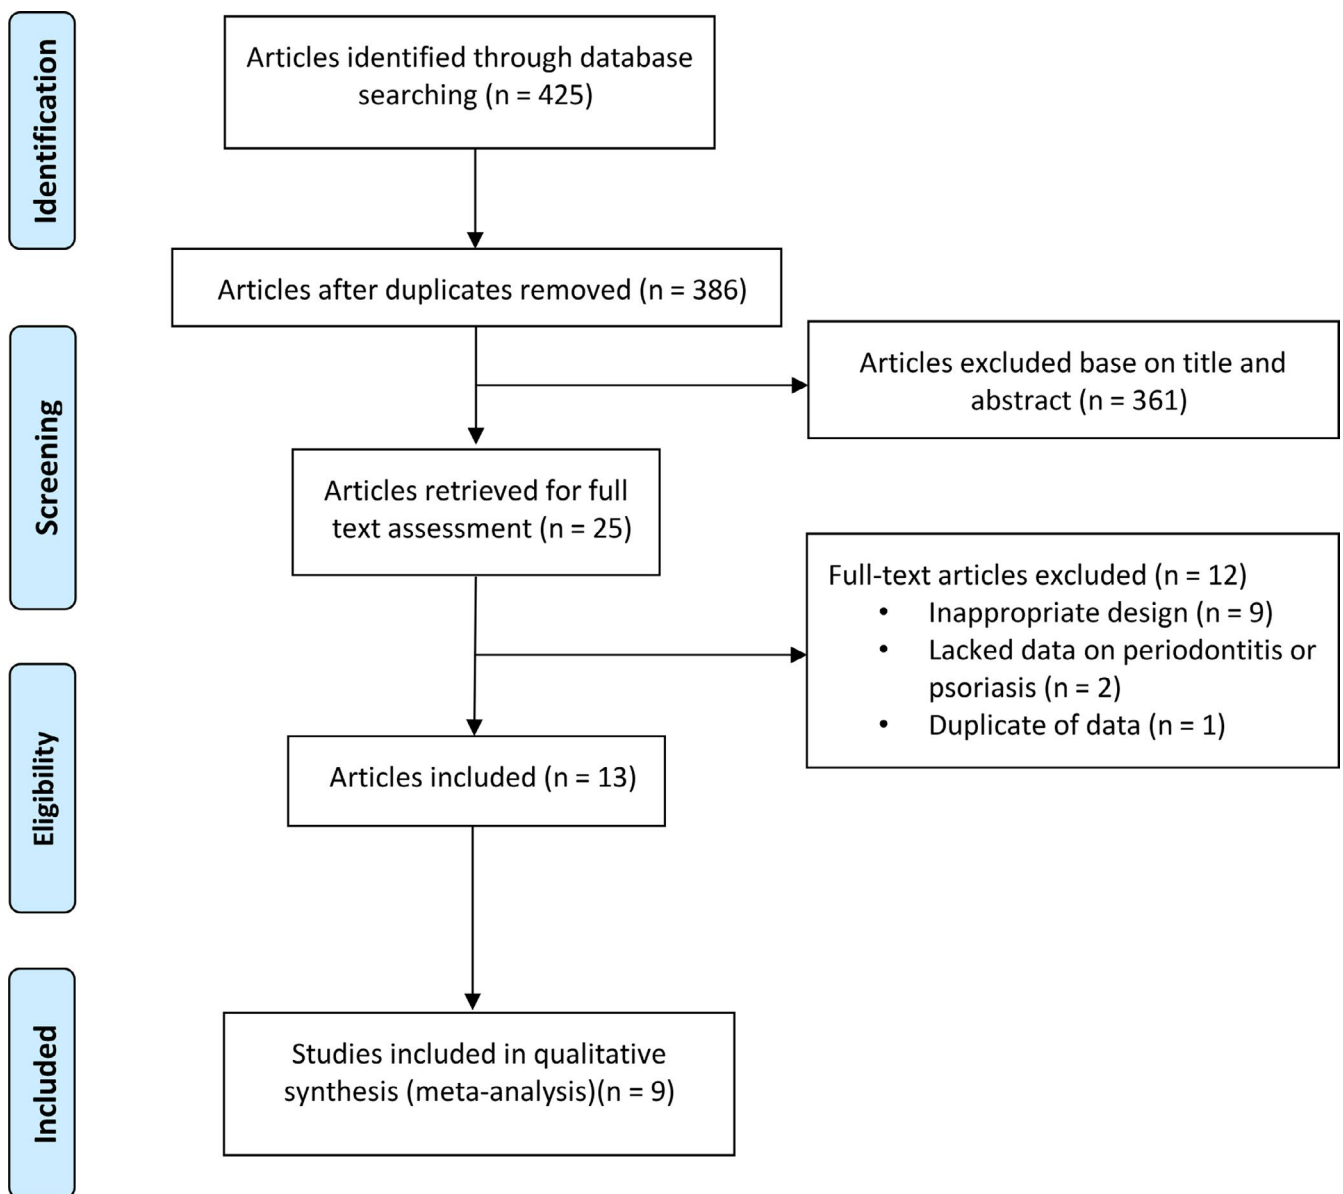 Identification
Articles identified through database
searching (n = 425)
Articles after duplicates removed (n = 386)
Screening
Articles excluded base on title and
abstract (n = 361)
Articles retrieved for full
text assessment (n = 25)
Full-text articles excluded (n = 12)
• Inappropriate design (n = 9)
• Lacked data on periodontitis or
psoriasis (n = 2)
• Duplicate of data (n = 1)
Eligibility
Articles included (n = 13)
Included
Studies included in qualitative
synthesis (meta-analysis)(n = 9)